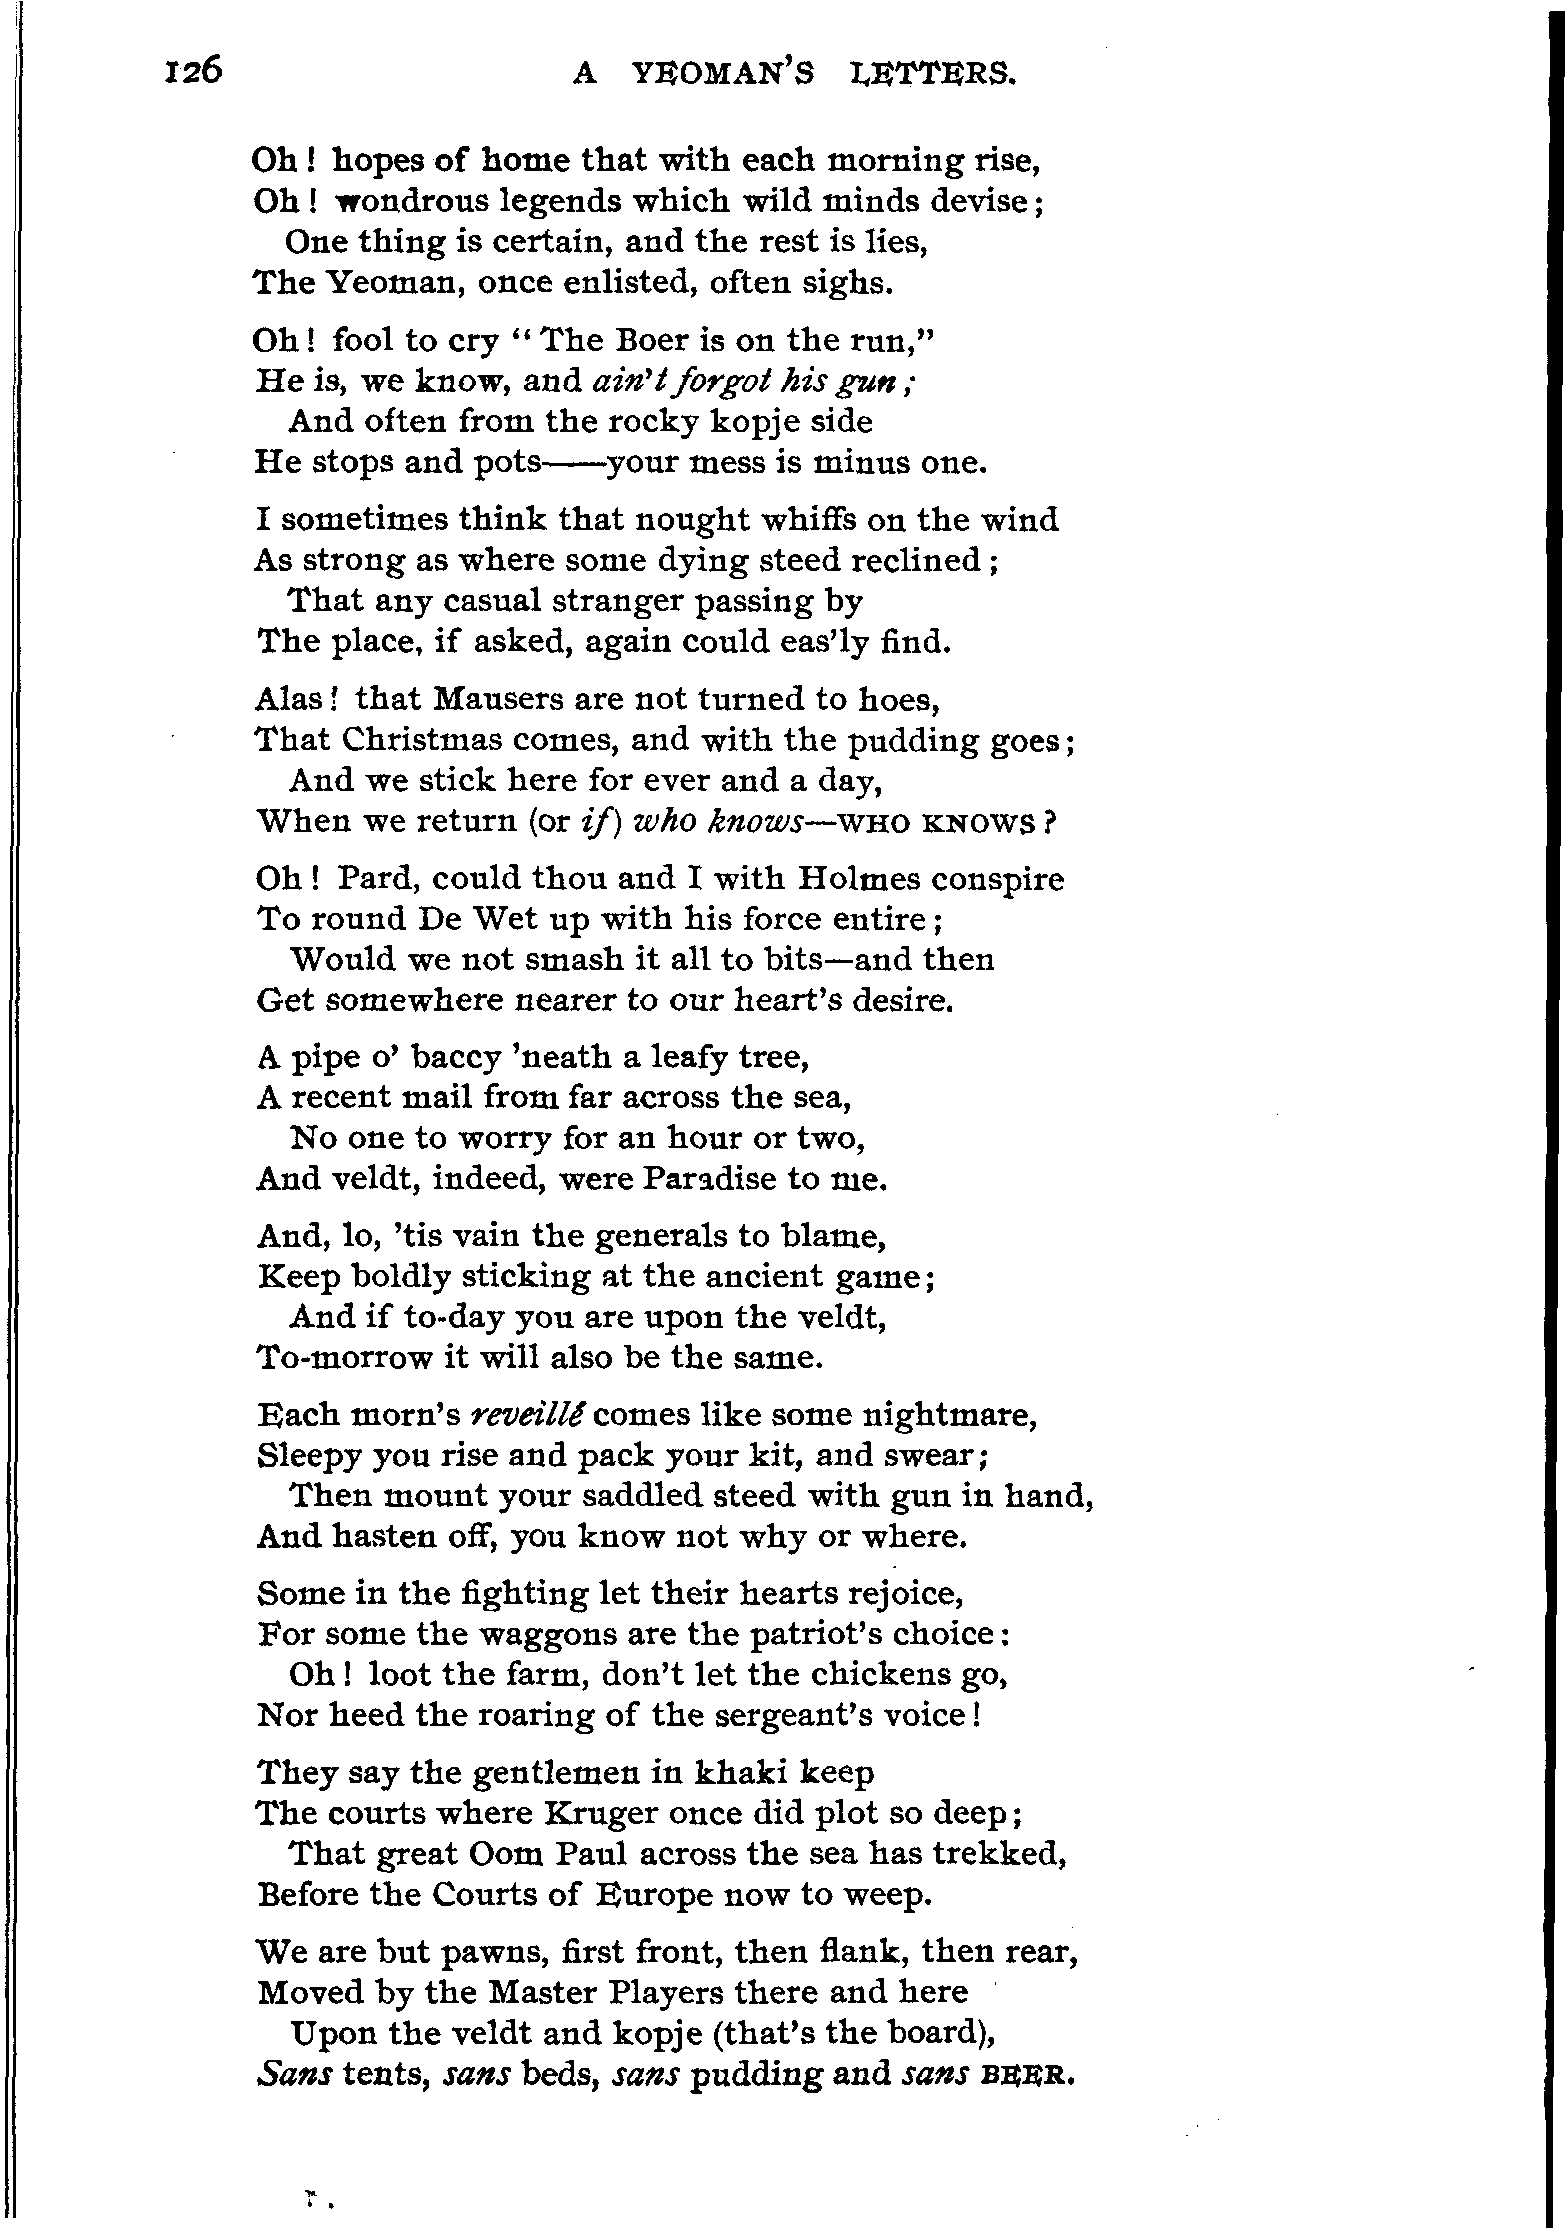 126 A YEOMAN'S LETTERS.
Oh! hopes of home that with each morning rise,
Oh! wondrous legends which wild minds devise;
One thing is certain, and the rest is lies,
The Yeoman, once enlisted, often sighs.
Oh! fool to cry "The Boer is on the run,"
He is, we know, and ain't forgot his gun;
And often from the rocky kopje side
He stops and pots——your mess is minus one.
I sometimes think that nought whiffs on the wind
As strong as where some dying steed reclined;
That any casual stranger passing by
The place, if asked, again could eas'ly find.
Alas! that Mausers are not turned to hoes,
That Christmas comes, and with the pudding goes;
And we stick here for ever and a day,
When we return (or if) who knows—WHO KNOWS?
Oh! Pard, could thou and I with Holmes conspire
To round De Wet up with his force entire;
Would we not smash it all to bits—and then
Get somewhere nearer to our heart's desire.
A pipe o' baccy 'neath a leafy tree,
A recent mail from far across the sea,
No one to worry for an hour or two,
And veldt, indeed, were Paradise to me.
And, lo, 'tis vain the generals to blame,
Keep boldly sticking at the ancient game;
And if to-day you are upon the veldt,
To-morrow it will also be the same.
Each morn's reveillé comes like some nightmare,
Sleepy you rise and pack your kit, and swear;
Then mount your saddled steed with gun in hand,
And hasten off, you know not why or where.
Some in the fighting let their hearts rejoice,
For some the waggons are the patriot's choice:
Oh! loot the farm, don't let the chickens go,
Nor heed the roaring of the sergeant's voice!
They say the gentlemen in khaki keep
The courts where Kruger once did plot so deep;
That great Oom Paul across the sea has trekked,
Before the Courts of Europe now to weep.
We are but pawns, first front, then flank, then rear,
Moved by the Master Players there and here
Upon the veldt and kopje (that's the board),
Sans tents, sans beds, sans pudding and sans BEER.